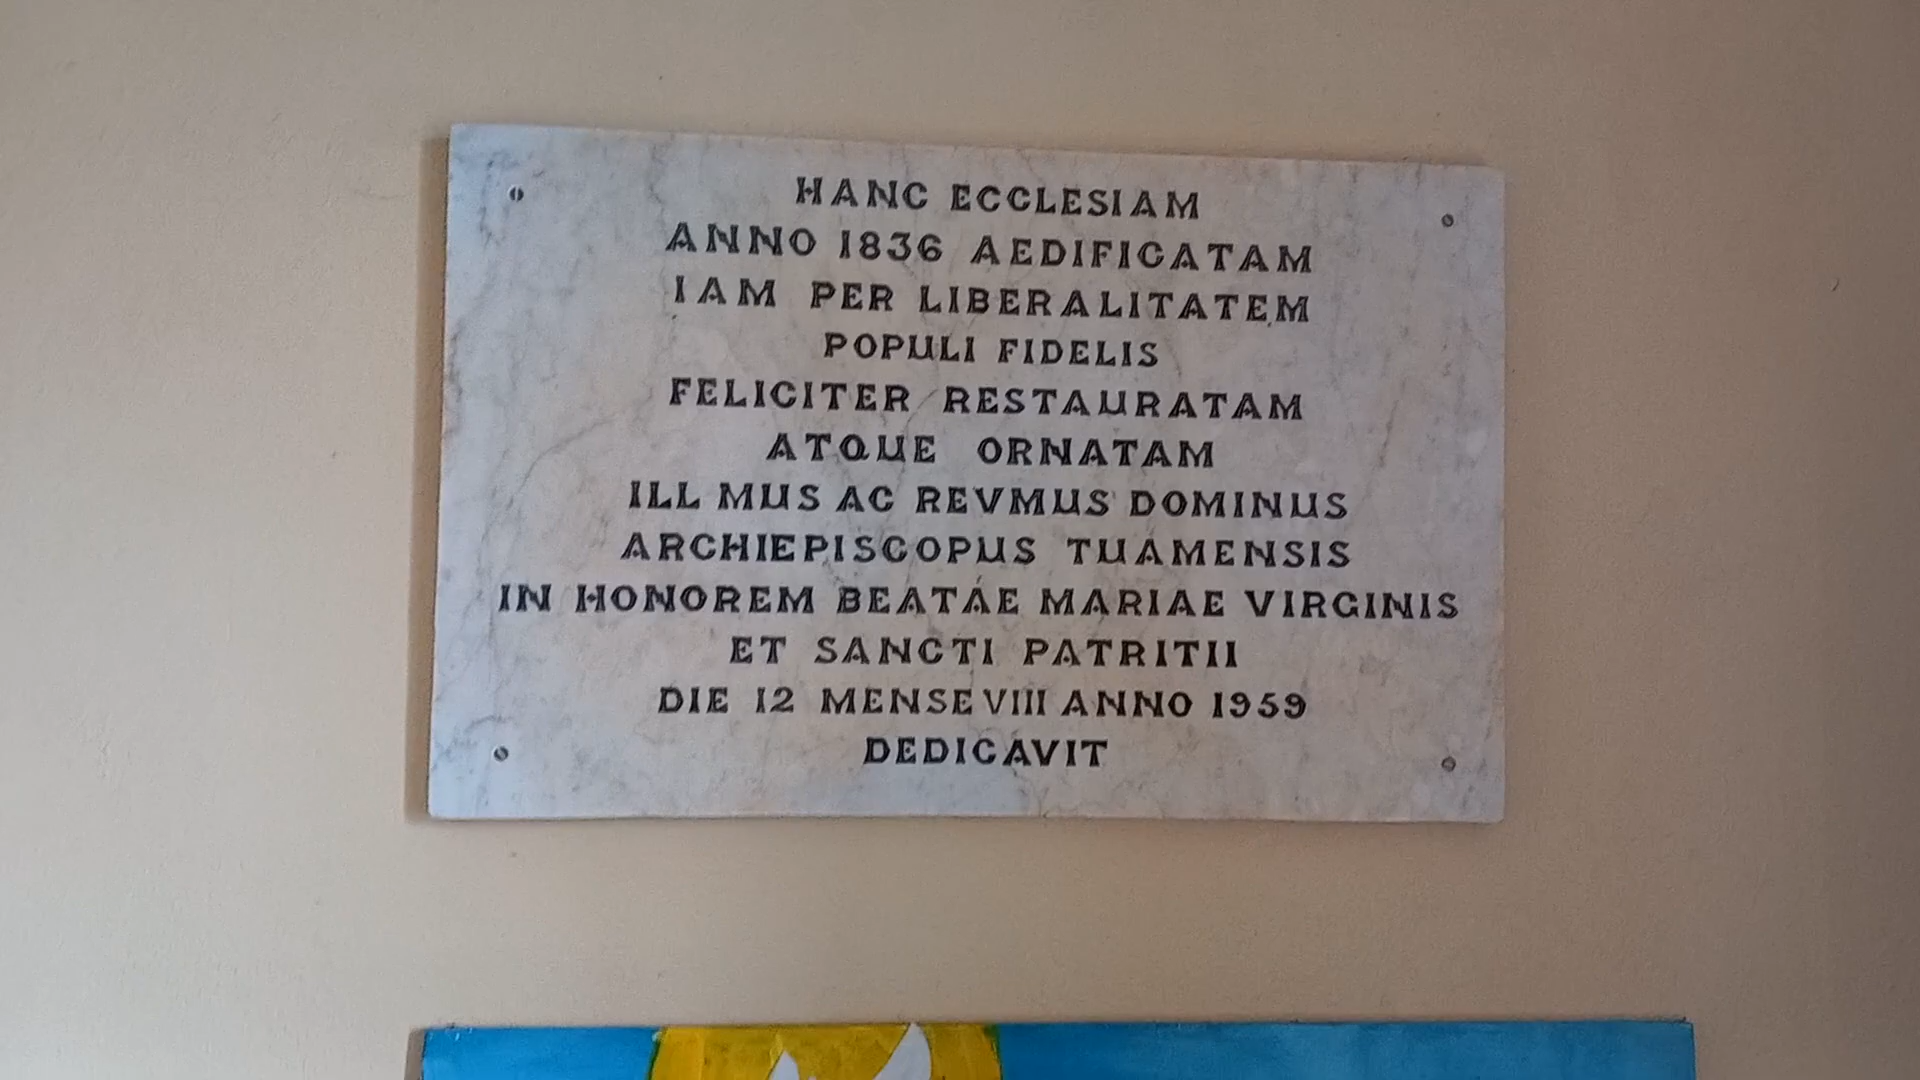 HANC ECCLESIAM
ANNO 1836 AEDIFICATAM
IAM PER LIBERALITATEM
POPULI FIDELIS
FELICITER RESTAURATAM
ATQUE ORNATAM
ILL MUS AC REVMUS DOMINUS
ARCHIEPISCOPUS TUAMENSIS
IN HONOREM BEATÁE MARIAE VIRGINIS
ET SANCTI PATRITII
DIE 12 MENSE VIII ANNO 1959
DEDICAVIT